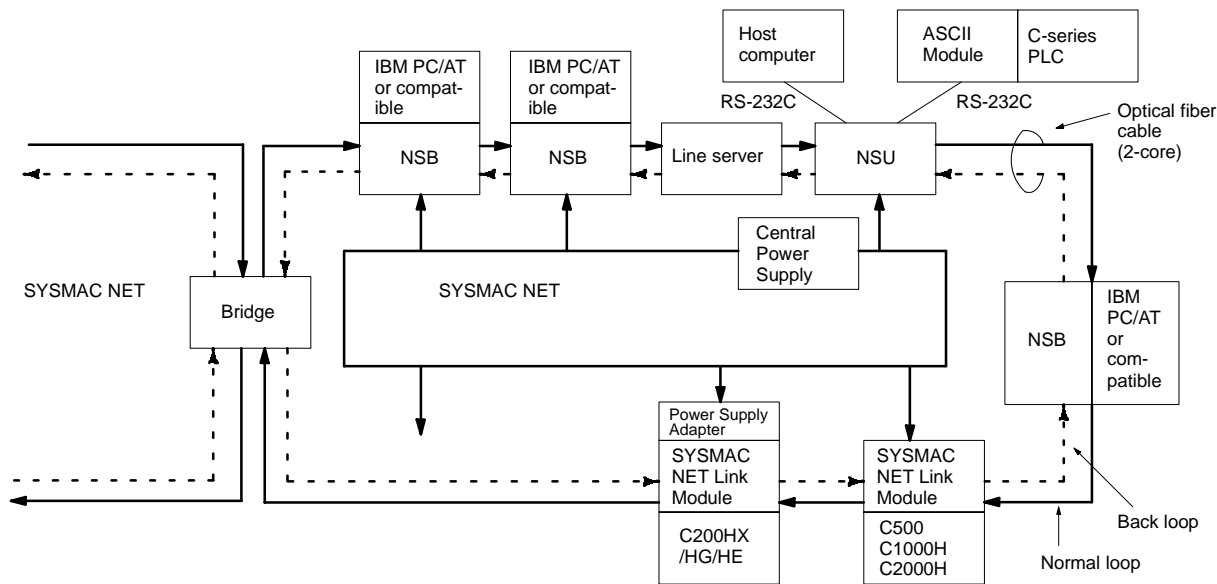 Host
computer
ASCII
Module
C-series
PLC
IBM PC/AT
or compat-
ible
IBM PC/AT
or compat-
ible
RS-232C
RS-232C
Optical fiber
cable
(2-core)
NSB
NSB
Line server
NSU
Central
Power
Supply
SYSMAC NET
SYSMAC NET
Bridge
NSB
IBM
PC/AT
or
com-
patible
Power Supply
Adapter
SYSMAC
NET Link
Module
SYSMAC
NET Link
Module
C200HX
/HG/HE
C500
C1000H
C2000H
Back loop
Normal loop